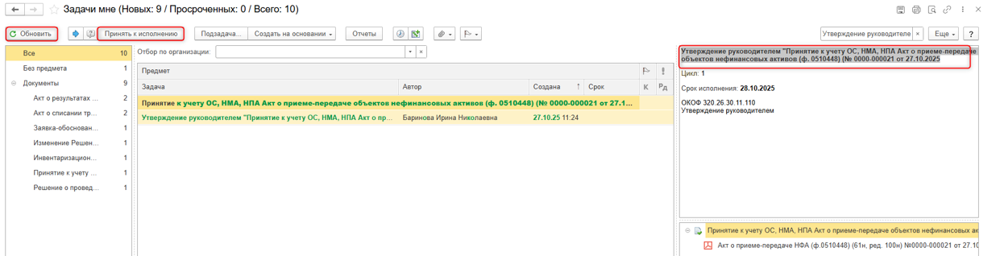 Задачи мне (Новых: 9 / Просроченных: 0 / Всего: 10)
Обновить
Принять к исполнению
Подзадача...
Создать на основании
Отчеты
Утверждение руководителе ×
Еще
?
Все 10
Без предмета 1
Документы 9
Акт о результатах ... 2
Акт о списании тр... 2
Заявка-обоснован... 1
Изменение Решен... 1
Инвентаризацион... 1
Принятие к учету ... 1
Решение о провед... 1
Отбор по организации:
Предмет
Задача Автор Создана ↑ Срок К Рд
Принятие к учету ОС, НМА, НПА Акт о приеме-передаче объектов нефинансовых активов (ф. 0510448) (№ 0000-000021 от 27.1...
Утверждение руководителем "Принятие к учету ОС, НМА, НПА Акт о пр... Баринова Ирина Николаевна 27.10.25 11:24
Утверждение руководителем "Принятие к учету ОС, НМА, НПА Акт о приеме-передаче
объектов нефинансовых активов (ф. 0510448) (№ 0000-000021 от 27.10.2025
Цикл: 1
Срок исполнения: 28.10.2025
ОКОФ 320.26.30.11.110
Утверждение руководителем
Принятие к учету ОС, НМА, НПА Акт о приеме-передаче объектов нефинансовых ак
Акт о приеме-передаче НФА (ф.0510448) (61н, ред. 100н) №0000-000021 от 27.10